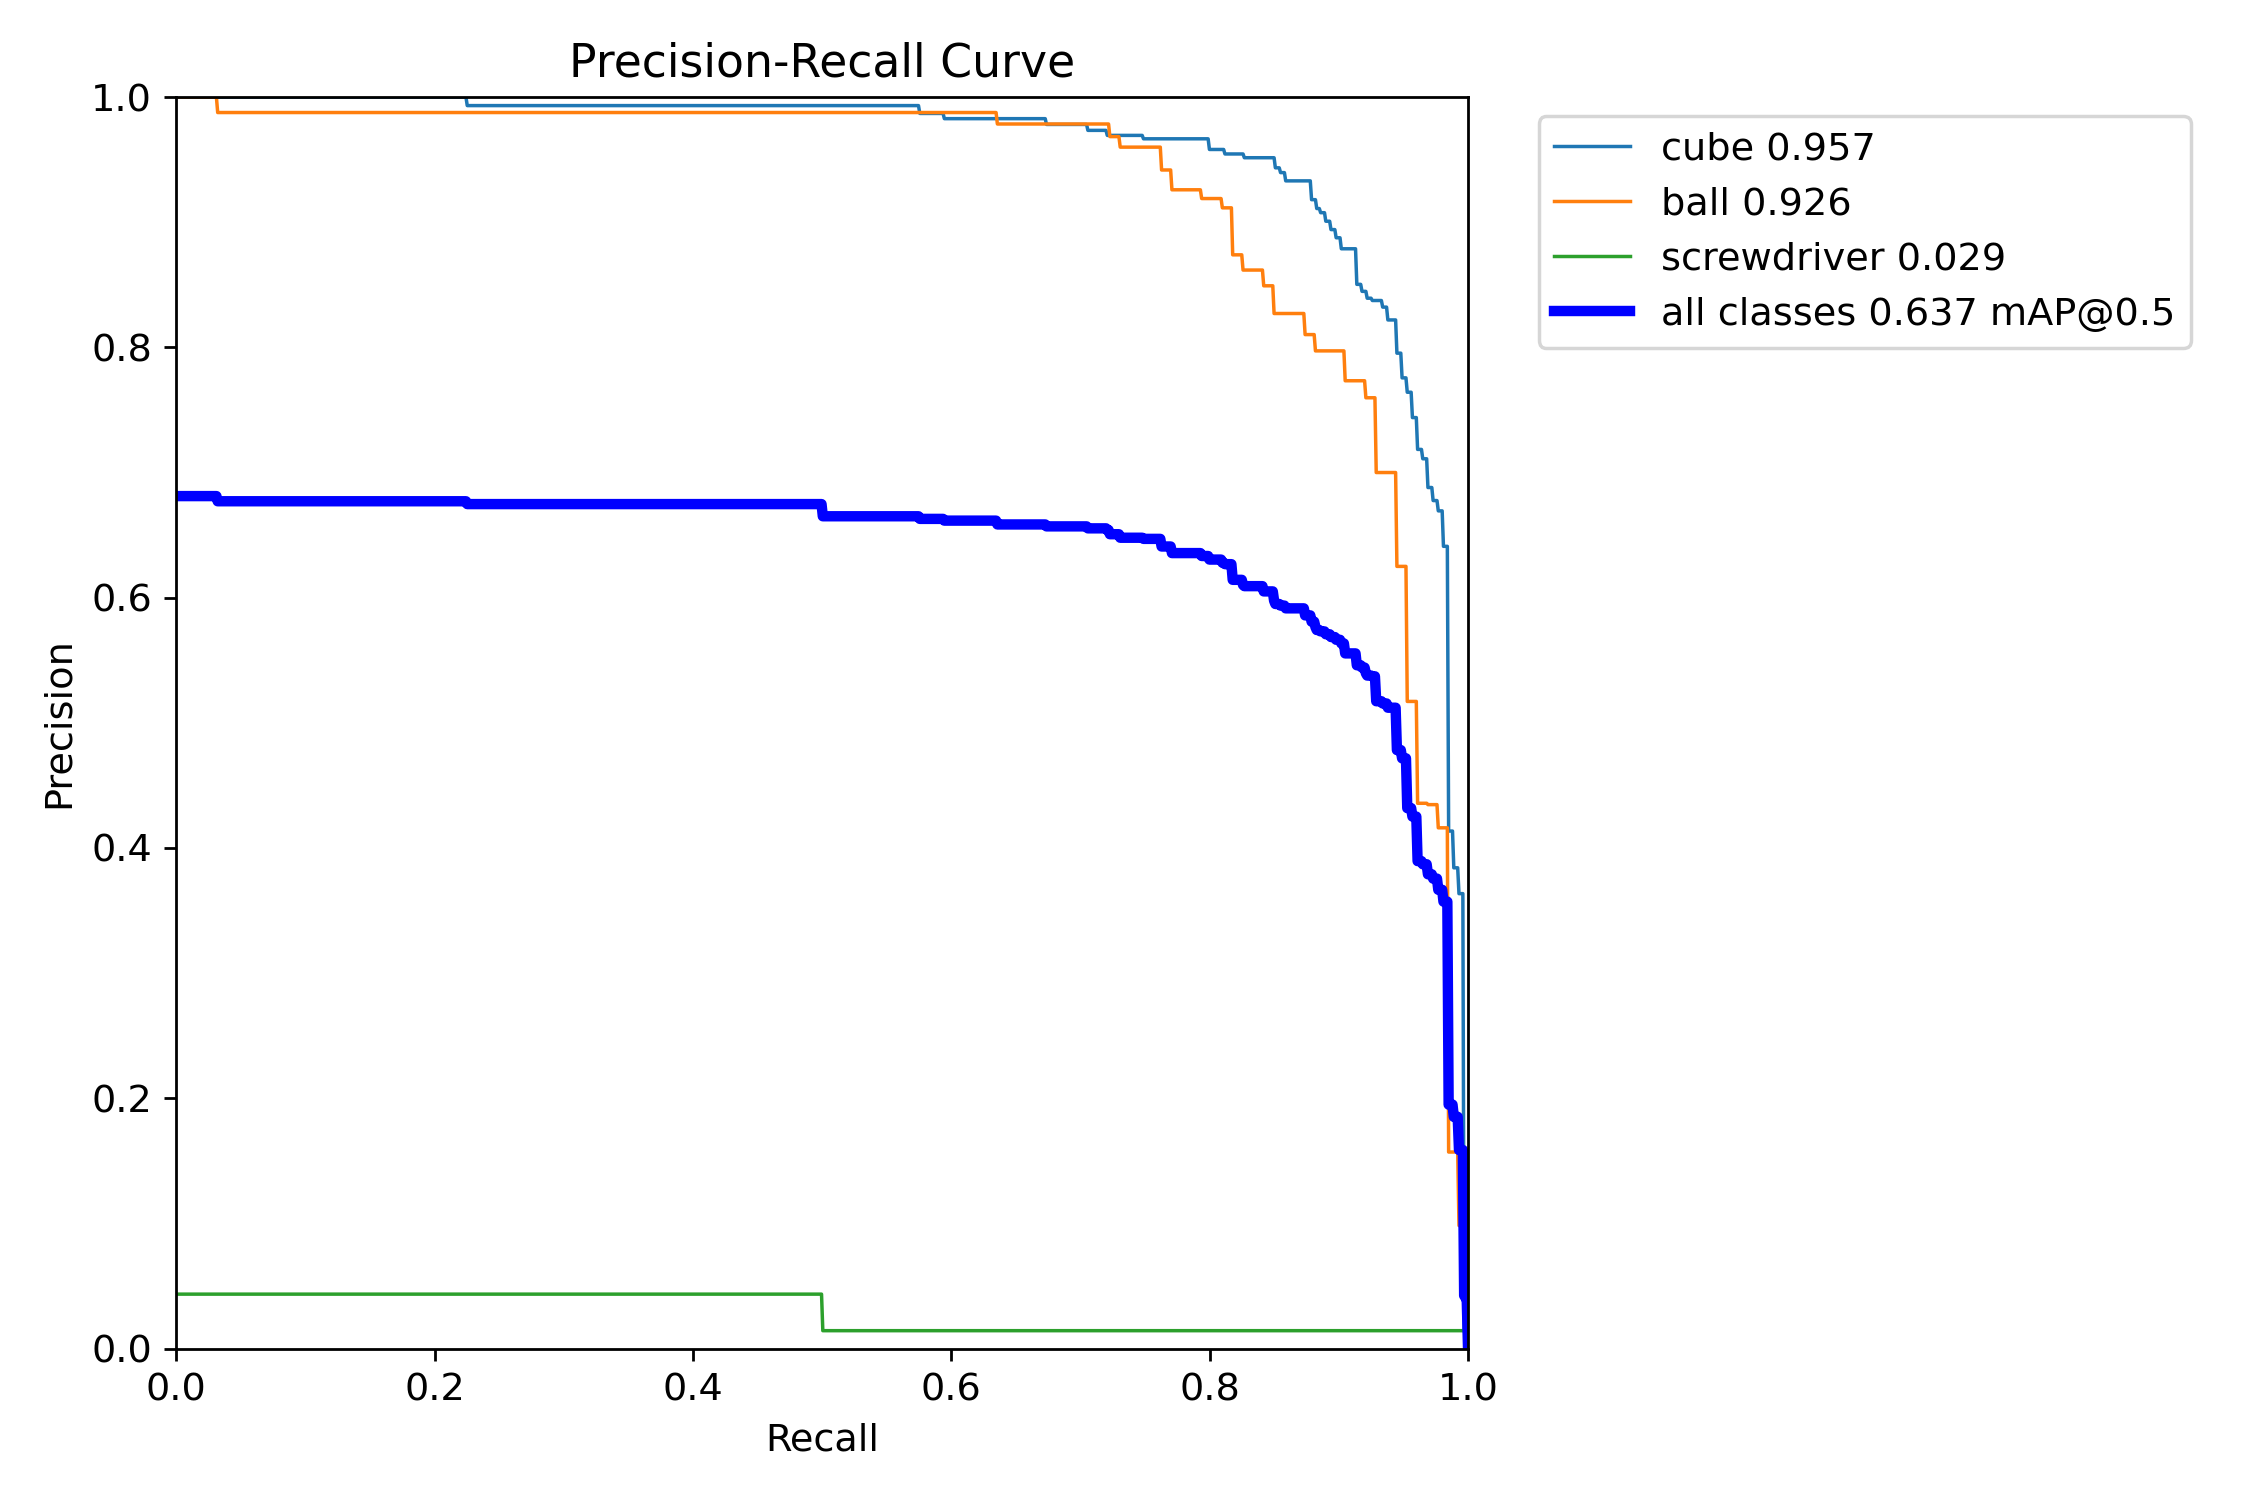 Precision-Recall Curve
1.0
0.8
0.6
0.4
0.2
0.0
Precision
0.0 0.2 0.4 0.6 0.8 1.0
Recall
cube 0.957
ball 0.926
screwdriver 0.029
all classes 0.637 mAP@0.5